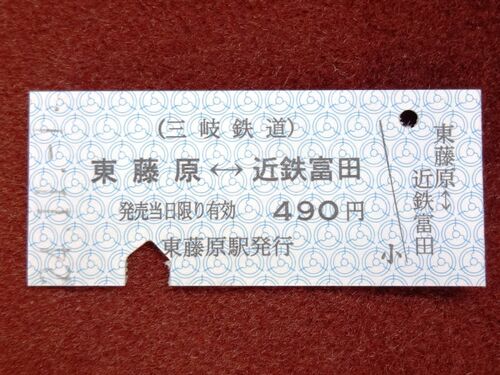 (三岐鉄道)
東藤原↔近鉄富田
発売当日限り有効 490円
東藤原駅発行
東藤原↕近鉄富田
小